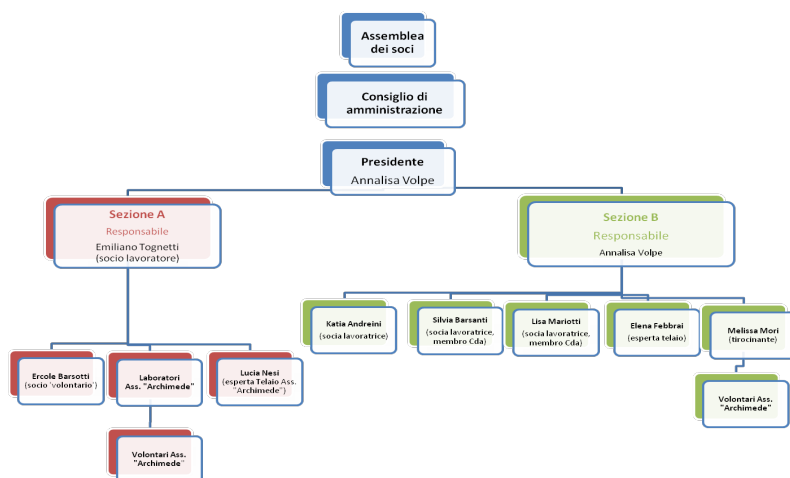 Assemblea
dei soci
Consiglio di
amministrazione
Presidente
Annalisa Volpe
Sezione A
Responsabile
Emiliano Tognetti
(socio lavoratore)
Sezione B
Responsabile
Annalisa Volpe
Katia Andreini
(socia lavoratrice)
Silvia Barsanti
(socia lavoratrice,
membro Cda)
Lisa Mariotti
(socia lavoratrice,
membro Cda)
Elena Febbrai
(esperta telaio)
Melissa Mori
(tirocinante)
Ercole Barsotti
(socio 'volontario')
Laboratori
Ass. "Archimede"
Lucia Nesi
(esperta Telaio Ass.
"Archimede")
Volontari Ass.
"Archimede"
Volontari Ass.
"Archimede"